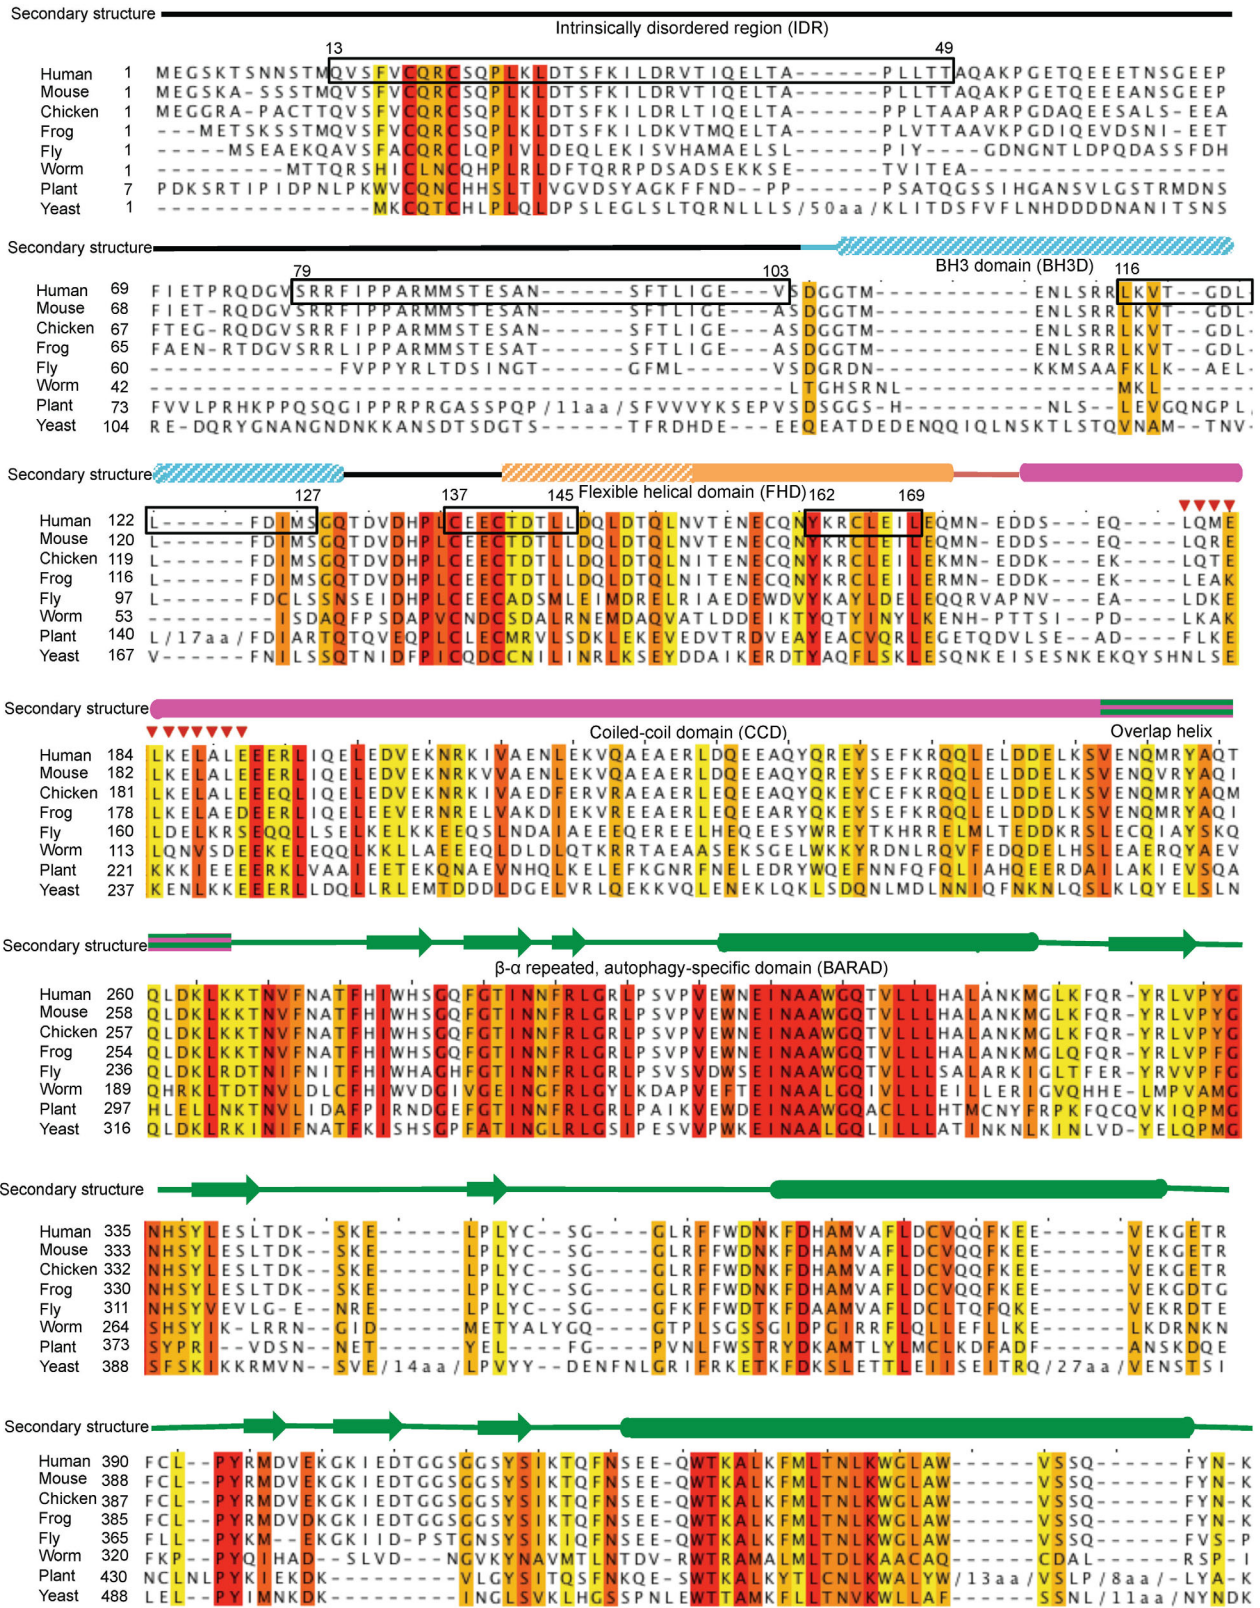 Secondary structure
Intrinsically disordered region (IDR)
13 49
Human 1 MEGSKTSNNSTMQVSFVCQRCSQPLKLDTSFKILDRVTIQELTA------PLLTTAQAKPGETQEEETNSGEEP
Mouse 1 MEGSKA-SSSTMQVSFVCQRCSQPLKLDTSFKILDRVTIQELTA------PLLTTAQAKPGETQEEEANSGEEP
Chicken 1 MEGGRA-PACTTQVSFVCQRCSQPLKLDTSFKILDRLTIQELTA------PPLTAAPARPGDAQEESALS-EEA
Frog 1 ---METSKSSTMQVSFVCQRCSQPLKLDTSFKILDKVTMQELTA------PLVTTAAVKPGDIQEVDSNI-EET
Fly 1 -----MSEAEKQAVSFACQRCLQPIVLDEQLEKISVHAMAELSL------PIY---GDNGNTLDPQDASSFDH
Worm 1 ---------MTTQRSHICLNCQHPLRLDFTQRRPDSADSEKKSE------TVITEA------------------
Plant 7 PDKSRTIPIDPNLPKWVCQNCHHSLTIVGVDSYAGKFFND--PP------PSATQGSSIHGANSVLGSTRMDNS
Yeast 1 ---------------MKCQTCHLPLQLDPSLEGLSLTQRNLLLS/50aa/KLITDSFVFLNHDDDDNANITSNS
Secondary structure
BH3 domain (BH3D)
79 103 116
Human 69 FIETPRQDGVSRRFIPPARMMSTESAN------SFTLIGE---VSDGGTM-----------ENLSRRLKVT--GDL-
Mouse 68 FIET-RQDGVSRRFIPPARMMSTESAN------SFTLIGE---ASDGGTM-----------ENLSRRLKVT--GDL-
Chicken 67 FTEG-RQDGVSRRFIPPARMMSTESAN------SFTLIGE---ASDGGTM-----------ENLSRRLKVT--GDL-
Frog 65 FAEN-RTDGVSRRLIPPARMMSTESAT------SFTLIGE---ASDGGTM-----------ENLSRRLKVT--GDL-
Fly 60 -------------FVPPYRLTDSINGT------GFML------VSDGRDN-----------KKMSAAFKLK--AEL-
Worm 42 --------------------------------------------LTGHSRNL---------------MKL-------
Plant 73 FVVLPRHKPPQSQGIPPRPRGASSPQP/11aa/SFVVVYKSEPVSDSGGS-H----------NLS--LEVGQNGPL,
Yeast 104 RE-DQRYGNANGNDNKKANSDTSDGTS------TFRDHDE---EEQEATDEDENQQIQLNSKTLSTQVNAM--TNV-
Secondary structure
Flexible helical domain (FHD)
127 137 145 162 169
Human 122 L------FDIMSGQTDVDHPLCEECTDTLLDQLDTQLNVTENECQNYKRCLEILEQMN-EDDS---EQ----LQME
Mouse 120 L------FDIMSGQTDVDHPLCEECTDTLLDQLDTQLNVTENECQNYKRCLEILEQMN-EDDS---EQ----LQRE
Chicken 119 L------FDIMSGQTDVDHPLCEECTDTLLDQLDTQLNITENECQNYKRCLEILEKMN-EDDK---EK----LQTE
Frog 116 L------FDIMSGQTDVDHPLCEECTDTLLDQLDTQLNITENECQNYKRCLEILERMN-EDDK---EK----LEAK
Fly 97 L------FDCLSSNSEIDHPLCEECADSMLEIMDRELRIAEDEWDVYKAYLDELEQQRVAPNV---EA----LDKE
Worm 53 ---------ISDAQFPSDAPVCNDCSDALRNEMDAQVATLDDEIKTYQTYINYLKENH-PTTSI--PD----LKAK
Plant 140 L/17aa/FDIARTQTQVEQPLCLECMRVLSDKLEKEVEDVTRDVEAYEACVQRLEGETQDVLSE--AD----FLKE
Yeast 167 V------FNILSSQTNIDFPICQDCCNILINRLKSEYDDAIKERDTYAQFLSKLESQNKEISESNKEKQYSHNLSE
Secondary structure
Coiled-coil domain (CCD) Overlap helix
Human 184 LKELALEEERLIQELEDVEKNRKIVAENLEKVQAEAERLDQEEAQYQREYSEFKRQQLELDDELKSVENQMRYAQT
Mouse 182 LKELALEEERLIQELEDVEKNRKVVAENLEKVQAEAERLDQEEAQYQREYSEFKRQQLELDDELKSVENQMRYAQI
Chicken 181 LKELALEEEQLIQELEDVEKNRKIVAEDFERVRAEAERLEQEEAQYQKEYCEFKRQQLELDDELKSVENQMRYAQM
Frog 178 LKELAEDEERLIQELEEVERNRELVAKDIEKVREEAERLEQEEARYQKEYSEFKRQQLELDDELKSVENQMRYAQI
Fly 160 LDELKRSEQQLLSELKELKKEEQSLNDAIAEEEQEREELHEQEESYWREYTKHRRELMLTEDDKRSLECQIAYSKQ
Worm 113 LQNVSDEEKELEQQLKKLLAEEEQLDLDLQTKRRTAEAASEKSGELWKKYRDNLRQVFEDQDELHSLEAERQYAEV
Plant 221 KKKIEEEERKLVAAIEETEKQNAEVNHQLKELEFKGNRFNELEDRYWQEFNNFQFQLIAHQEERDAILAKIEVSQA
Yeast 237 KENLKKEEERLLDQLLRLEMTDDDLDGELVRLQEKKVQLENEKLQKLSDQNLMDLNNIQFNKNLQSLKLQYELSLN
Secondary structure
β-α repeated, autophagy-specific domain (BARAD)
Human 260 QLDKLKKTNVFNATFHIWHSGQFGTINNFRLGRLPSVPVEWNEINAAWGQTVLLLHALANKMGLKFQR-YRLVPYG
Mouse 258 QLDKLKKTNVFNATFHIWHSGQFGTINNFRLGRLPSVPVEWNEINAAWGQTVLLLHALANKMGLKFQR-YRLVPYG
Chicken 257 QLDKLKKTNVFNATFHIWHSGQFGTINNFRLGRLPSVPVEWNEINAAWGQTVLLLHALANKMGLKFQR-YRLVPYG
Frog 254 QLDKLKKTNVFNATFHIWHSGQFGTINNFRLGRLPSVPVEWNEINAAWGQTVLLLHALANKMGLQFQR-YRLVPFG
Fly 236 QLDKLRDTNIFNITFHIWHAGHFGTINNFRLGRLPSVSVDWSEINAAWGQTVLLLSALARKIGLTFER-YRVVPFG
Worm 189 QHRKLTDTNVLDLCFHIWVDGIVGEINGFRLGYLKDAPVEFTEINAALGQIVLLLEILLERIGVQHHE-LMPVAMG
Plant 297 HLELLNKTNVLIDAFPIRNDGEFGTINNFRLGRLPAIKVEWDEINAAWGQACLLLHTMCNYFRPKFQCQVKIQPMG
Yeast 316 QLDKLRKINIFNATFKISHSGPFATINGLRLGSIPESVVPWKEINAALGQLILLLATINKNLKINLVD-YELQPMG
Secondary structure
Human 335 NHSYLESLTDK--SKE------LPLYC--SG----GLRFFWDNKFDHAMVAFLDCVQQFKEE------VEKGETR
Mouse 333 NHSYLESLTDK--SKE------LPLYC--SG----GLRFFWDNKFDHAMVAFLDCVQQFKEE------VEKGETR
Chicken 332 NHSYLESLTDK--SKE------LPLYC--SG----GLRFFWDNKFDHAMVAFLDCVQQFKEE------VEKGETR
Frog 330 NHSYLESLTDK--SKE------LPLYC--SG----GLRFFWDNKFDHAMVAFLDCVQQFKEE------VEKGDTG
Fly 311 NHSYVEVLG-E--NRE------LPLYC--SG----GFKFFWDTKFDAAMVAFLDCLTQFQKE------VEKRDTE
Worm 264 SHSYIK-LRRN--GID------METYALYGQ----GTPLSGSSGIDPGIRRFLQLLEFLLKE------LKDRNKN
Plant 373 SYPRI---VDSN--NET-----YEL----FG----PVNLFWSTRYDKAMTLYLMCLKDFADF------ANSKDQE
Yeast 388 SFSKIKKRMVN--SVE/14aa/LPVYY--DENFNLGRIFRKETKFDKSLETTLEIISEITRQ/27aa/VENSTSI
Secondary structure
Human 390 FCL--PYRMDVEKGKIEDTGGSGGSYSIKTQFNSEE-QWTKALKFMLTNLKWGLAW------VSSQ------FYN-K
Mouse 388 FCL--PYRMDVEKGKIEDTGGSGGSYSIKTQFNSEE-QWTKALKFMLTNLKWGLAW------VSSQ------FYN-K
Chicken 387 FCL--PYRMDVEKGKIEDTGGSGGSYSIKTQFNSEE-QWTKALKFMLTNLKWGLAW------VSSQ------FYN-K
Frog 385 FCL--PYRMDVEKGKIEDTGGSGGSYSIKTQFNSEE-QWTKALKFMLTNLKWGLAW------VSSQ------FYN-K
Fly 365 FLL--PYKM--EKGKIID-PSTGNSYSIKIQFNSEE-QWTKALKFMLTNLKWGLAW------VSSQ------FVS-P
Worm 320 FKP--PYQIHAD--SLVD---NGVKYNAVMTLNTDV-RWTRAMALMLTDLKAACAQ------CDAL------RSP-I
Plant 430 NCLNLPYKIEKDK---------VLGYSITQSFNKQE-SWTKALKYTLCNLKWALYW/13aa/VSLP/8aa/-LYA-K
Yeast 488 LEL--PYIMNKDK---------INGLSVKLHGSSPNLEWTTAMKFLLTNVKWLLAF------SNL/11aa/NYNDK